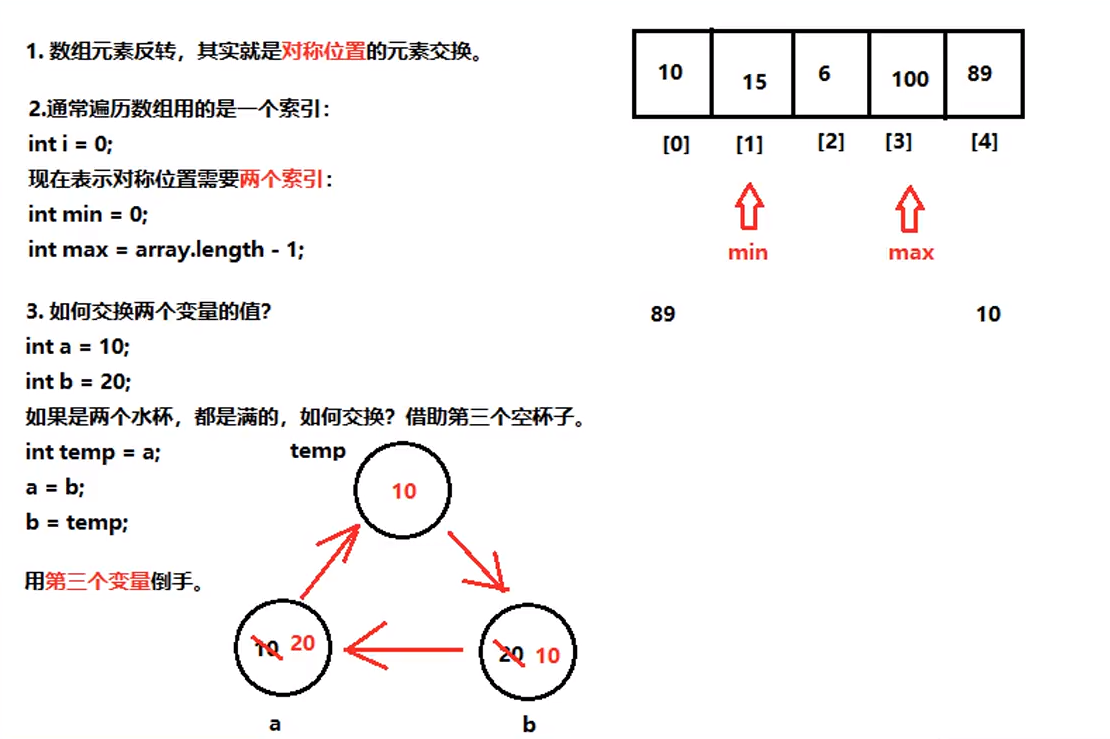 1. 数组元素反转，其实就是对称位置的元素交换。
2.通常遍历数组用的是一个索引：
int i = 0;
现在表示对称位置需要两个索引：
int min = 0;
int max = array.length - 1;
3. 如何交换两个变量的值？
int a = 10;
int b = 20;
如果是两个水杯，都是满的，如何交换？借助第三个空杯子。
int temp = a;
a = b;
b = temp;
用第三个变量倒手。
temp
10
10 20
20 10
a b
10 15 6 100 89
[0] [1] [2] [3] [4]
min max
89 10